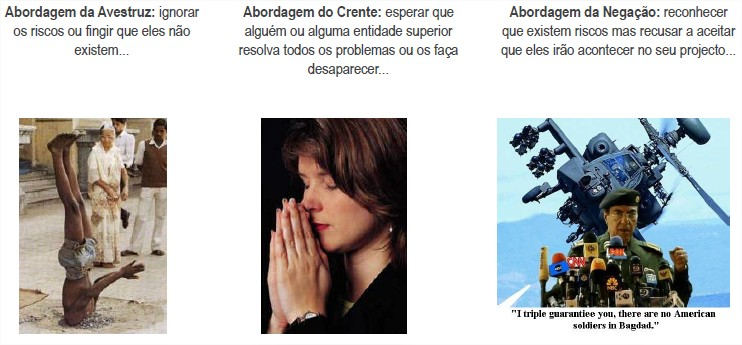 Abordagem da Avestruz: ignorar
os riscos ou fingir que eles não
existem...
Abordagem do Crente: esperar que
alguém ou alguma entidade superior
resolva todos os problemas ou os faça
desaparecer...
Abordagem da Negação: reconhecer
que existem riscos mas recusar a aceitar
que eles irão acontecer no seu projecto...
CNN
FOX
NBC
"I triple guarantiee you, there are no American
soldiers in Bagdad."